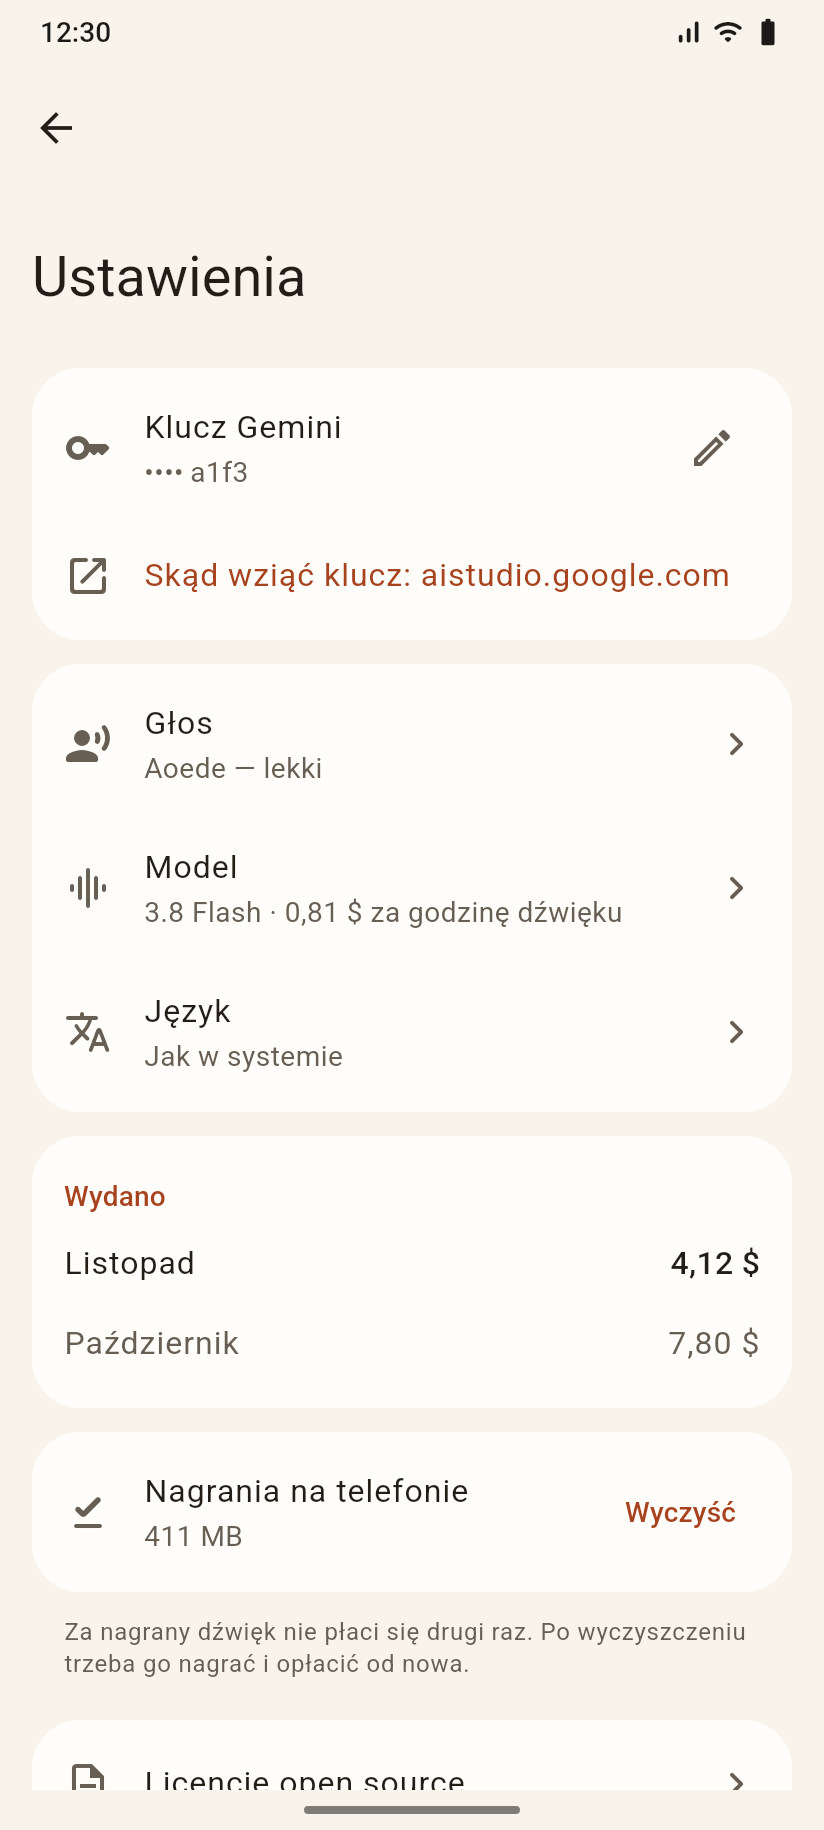 12:30
Ustawienia
Klucz Gemini
•••• a1f3
Skąd wziąć klucz: aistudio.google.com
Głos
Aoede — lekki
Model
3.8 Flash · 0,81 $ za godzinę dźwięku
Język
Jak w systemie
Wydano
Listopad 4,12 $
Październik 7,80 $
Nagrania na telefonie
411 MB
Wyczyść
Za nagrany dźwięk nie płaci się drugi raz. Po wyczyszczeniu
trzeba go nagrać i opłacić od nowa.
Licencje open source